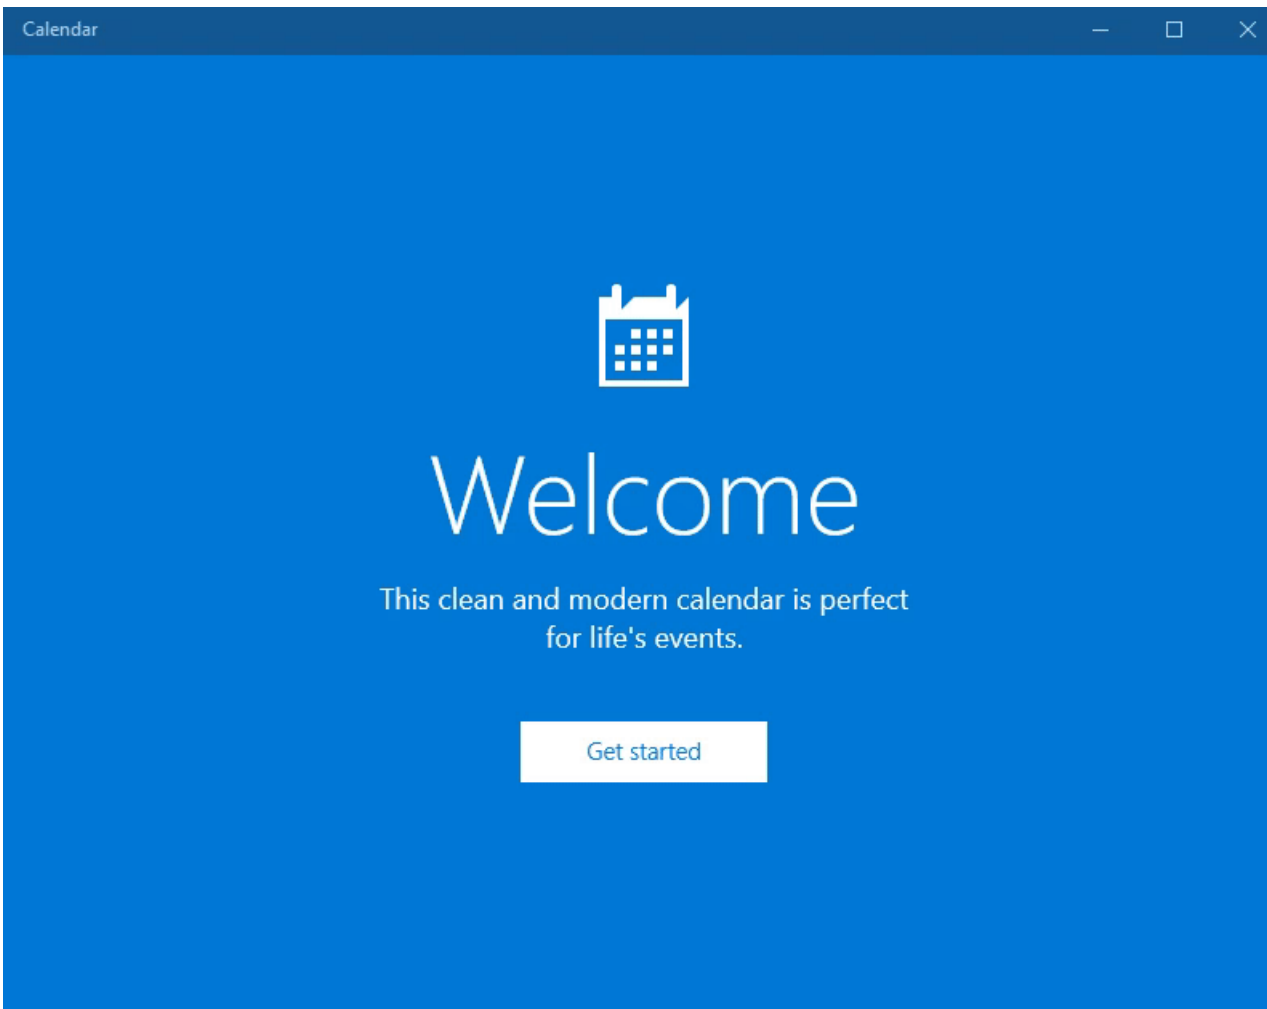 Calendar
Welcome
This clean and modern calendar is perfect
for life's events.
Get started